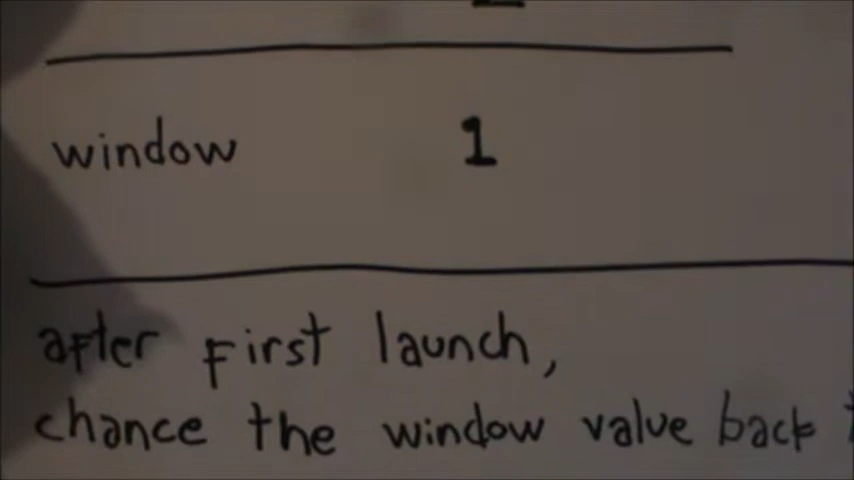 window 1
after first launch,
chance the window value back